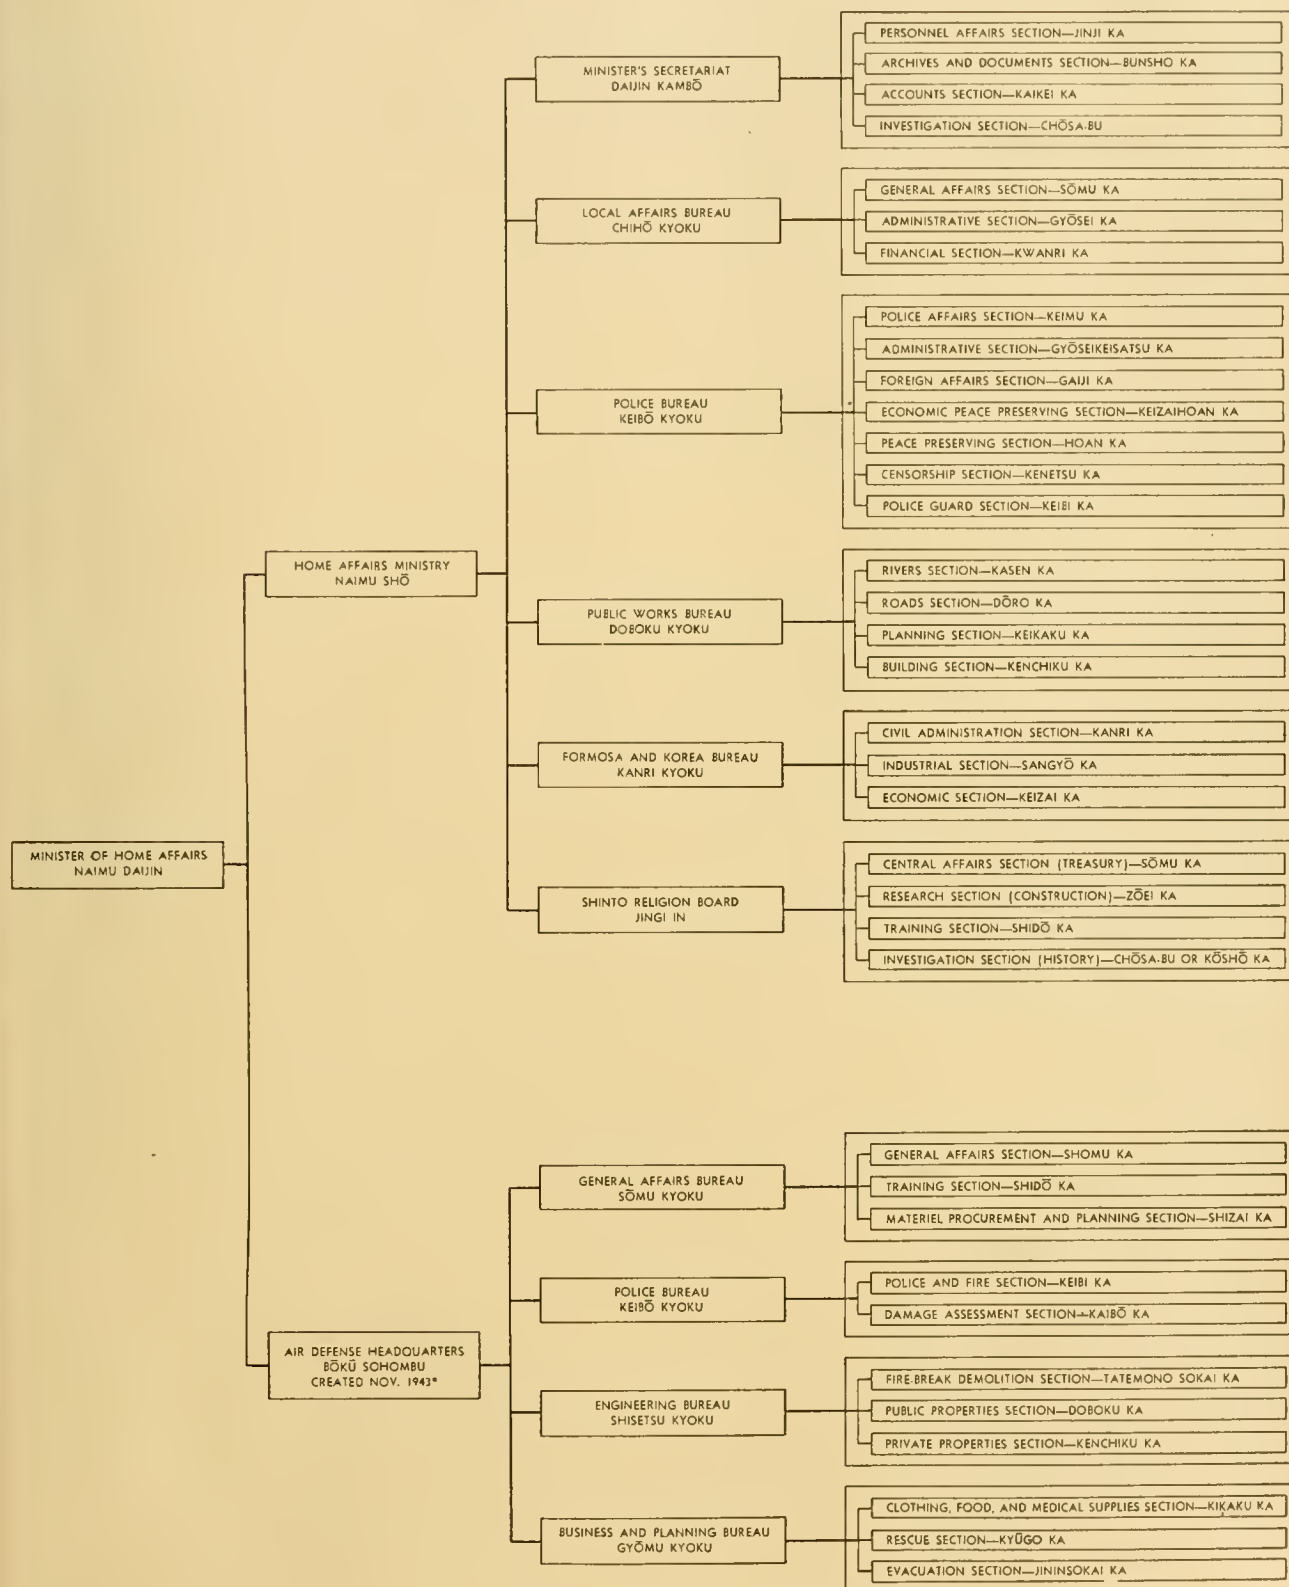 MINISTER OF HOME AFFAIRS
NAIMU DAIJIN
HOME AFFAIRS MINISTRY
NAIMU SHŌ
MINISTER'S SECRETARIAT
DAIJIN KAMBŌ
PERSONNEL AFFAIRS SECTION—JINJI KA
ARCHIVES AND DOCUMENTS SECTION—BUNSHO KA
ACCOUNTS SECTION—KAIKEI KA
INVESTIGATION SECTION—CHŌSA-BU
LOCAL AFFAIRS BUREAU
CHIHŌ KYOKU
GENERAL AFFAIRS SECTION—SŌMU KA
ADMINISTRATIVE SECTION—GYŌSEI KA
FINANCIAL SECTION—KWANRI KA
POLICE BUREAU
KEIBŌ KYOKU
POLICE AFFAIRS SECTION—KEIMU KA
ADMINISTRATIVE SECTION—GYŌSEIKEISATSU KA
FOREIGN AFFAIRS SECTION—GAIJI KA
ECONOMIC PEACE PRESERVING SECTION—KEIZAIHOAN KA
PEACE PRESERVING SECTION—HOAN KA
CENSORSHIP SECTION—KENETSU KA
POLICE GUARD SECTION—KEIBI KA
PUBLIC WORKS BUREAU
DOBOKU KYOKU
RIVERS SECTION—KASEN KA
ROADS SECTION—DŌRO KA
PLANNING SECTION—KEIKAKU KA
BUILDING SECTION—KENCHIKU KA
FORMOSA AND KOREA BUREAU
KANRI KYOKU
CIVIL ADMINISTRATION SECTION—KANRI KA
INDUSTRIAL SECTION—SANGYŌ KA
ECONOMIC SECTION—KEIZAI KA
SHINTO RELIGION BOARD
JINGI IN
CENTRAL AFFAIRS SECTION (TREASURY)—SŌMU KA
RESEARCH SECTION (CONSTRUCTION)—ZŌEI KA
TRAINING SECTION—SHIDŌ KA
INVESTIGATION SECTION (HISTORY)—CHŌSA-BU OR KŌSHŌ KA
AIR DEFENSE HEADQUARTERS
BŌKŪ SOHOMBU
CREATED NOV. 1943*
GENERAL AFFAIRS BUREAU
SŌMU KYOKU
GENERAL AFFAIRS SECTION—SHOMU KA
TRAINING SECTION—SHIDŌ KA
MATERIEL PROCUREMENT AND PLANNING SECTION—SHIZAI KA
POLICE BUREAU
KEIBŌ KYOKU
POLICE AND FIRE SECTION—KEIBI KA
DAMAGE ASSESSMENT SECTION—KAIBŌ KA
ENGINEERING BUREAU
SHISETSU KYOKU
FIRE-BREAK DEMOLITION SECTION—TATEMONO SOKAI KA
PUBLIC PROPERTIES SECTION—DOBOKU KA
PRIVATE PROPERTIES SECTION—KENCHIKU KA
BUSINESS AND PLANNING BUREAU
GYŌMU KYOKU
CLOTHING, FOOD, AND MEDICAL SUPPLIES SECTION—KIKAKU KA
RESCUE SECTION—KYŪGO KA
EVACUATION SECTION—JININSOKAI KA